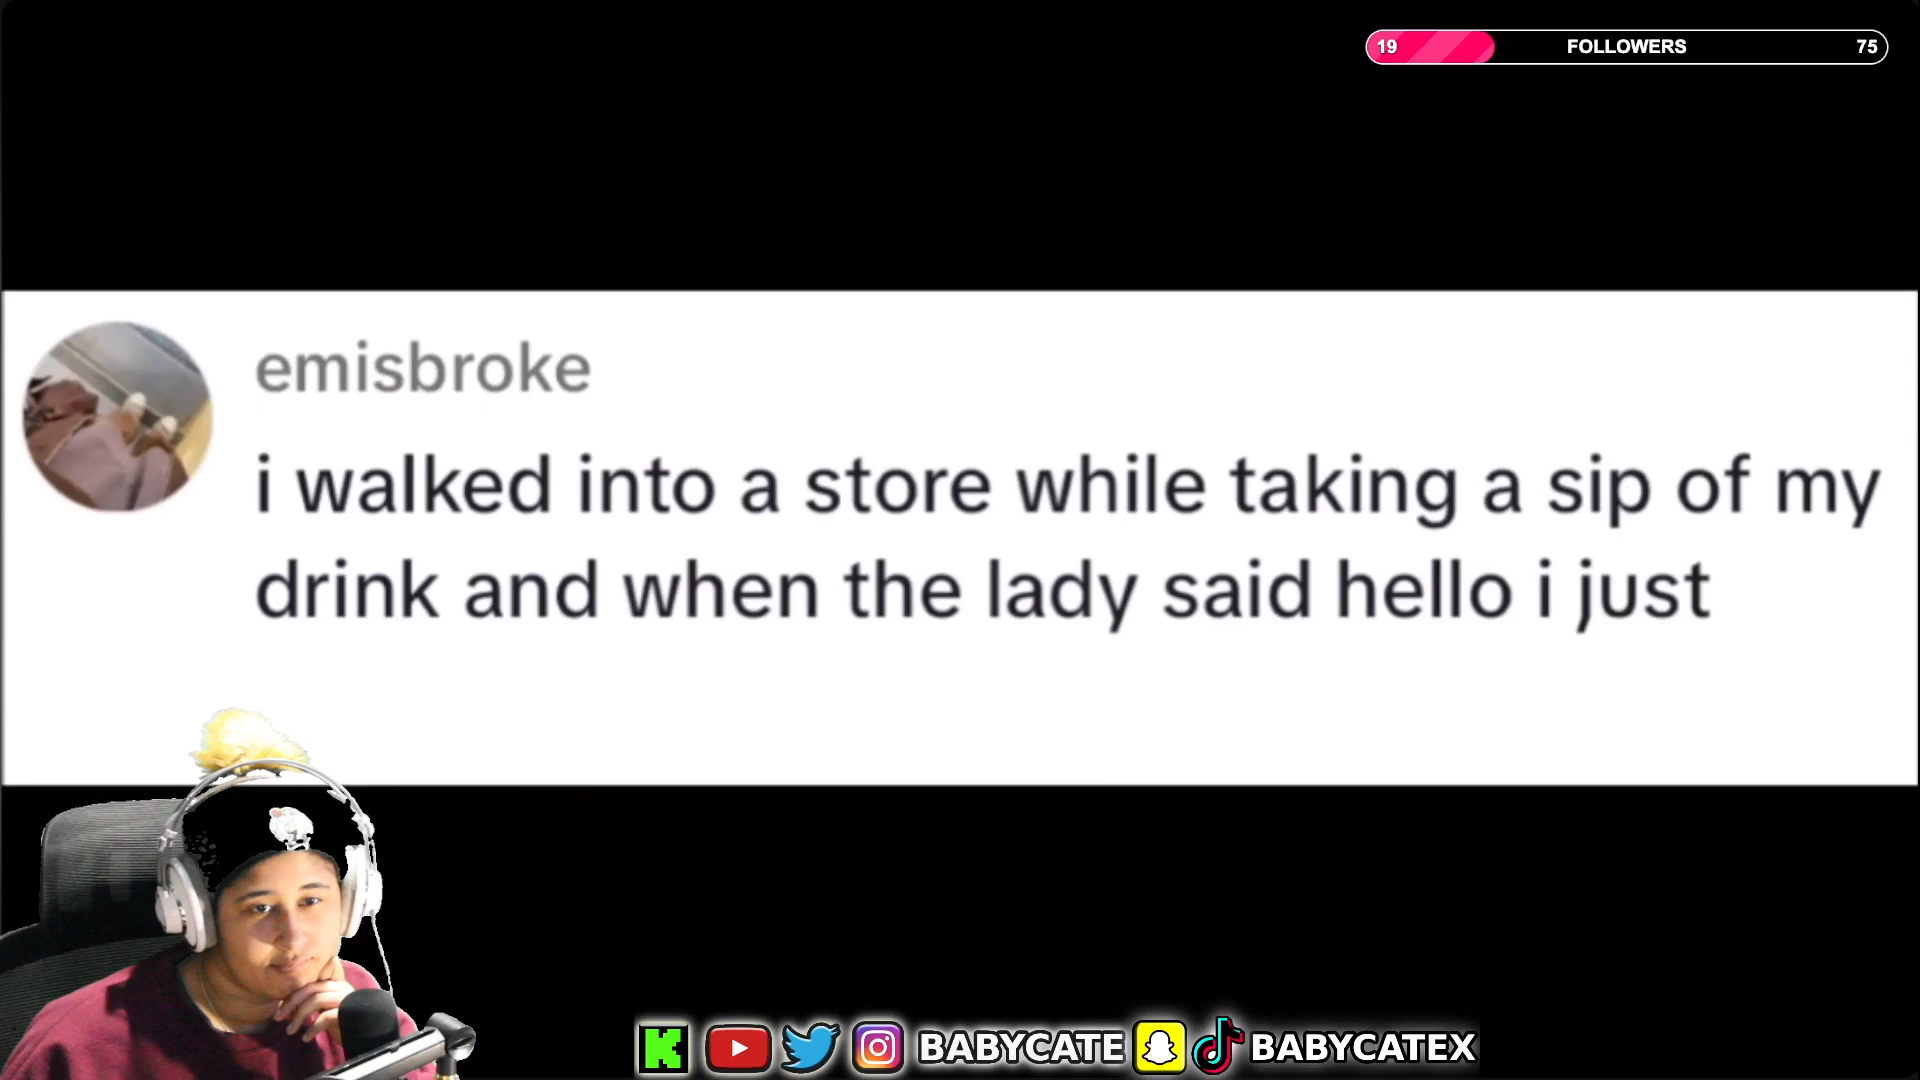 19 FOLLOWERS 75
emisbroke
i walked into a store while taking a sip of my
drink and when the lady said hello i just
BABYCATE BABYCATEX